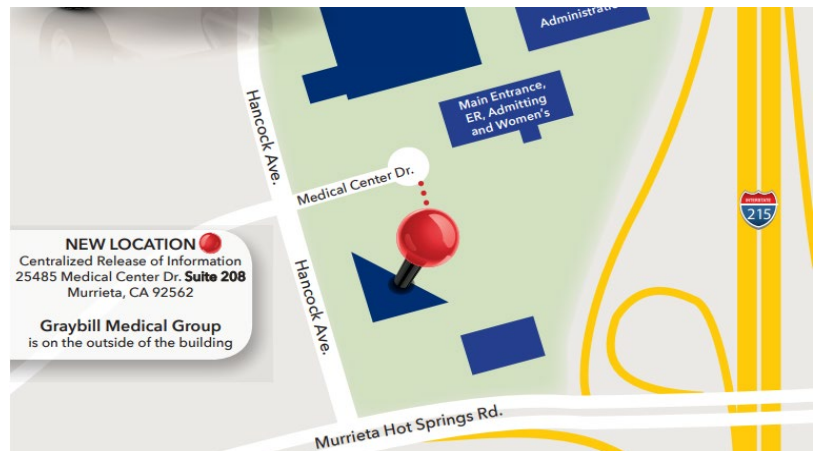 Administration
Main Entrance,
ER, Admitting
and Women's
Hancock Ave.
Medical Center Dr.
INTERSTATE
215
NEW LOCATION
Centralized Release of Information
25485 Medical Center Dr. Suite 208
Murrieta, CA 92562
Graybill Medical Group
is on the outside of the building
Hancock Ave.
Murrieta Hot Springs Rd.